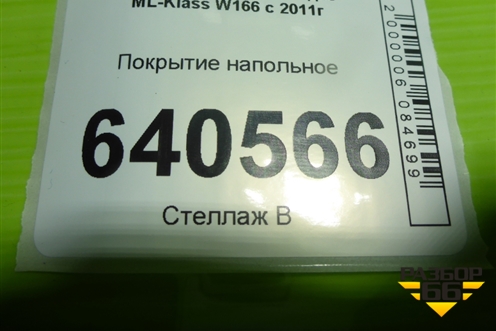 ML-Klass W166 с 2011г
Покрытие напольное
640566
Стеллаж В
2000006084699
РАЗБОР
66